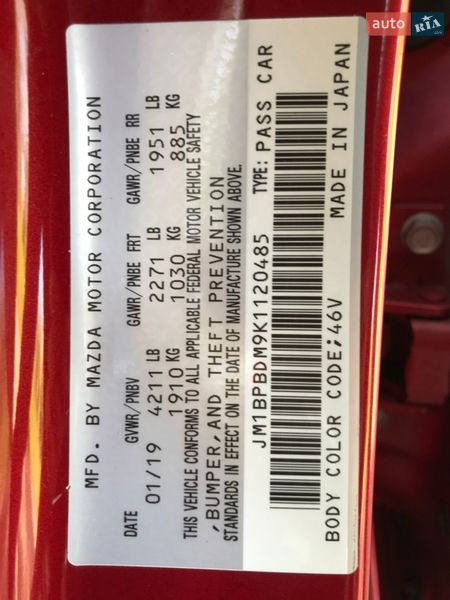 auto RIA
.com
MFD. BY MAZDA MOTOR CORPORATION
GVWR/PNBV GAWR/PNBE FRT GAWR/PNBE RR
DATE
01/19 4211 LB 2271 LB 1951 LB
1910 KG 1030 KG 885 KG
THIS VEHICLE CONFORMS TO ALL APPLICABLE FEDERAL MOTOR VEHICLE SAFETY
,BUMPER,AND THEFT PREVENTION
STANDARDS IN EFFECT ON THE DATE OF MANUFACTURE SHOWN ABOVE.
JM1BPBDM9K1120485 TYPE: PASS CAR
BODY COLOR CODE;46V MADE IN JAPAN